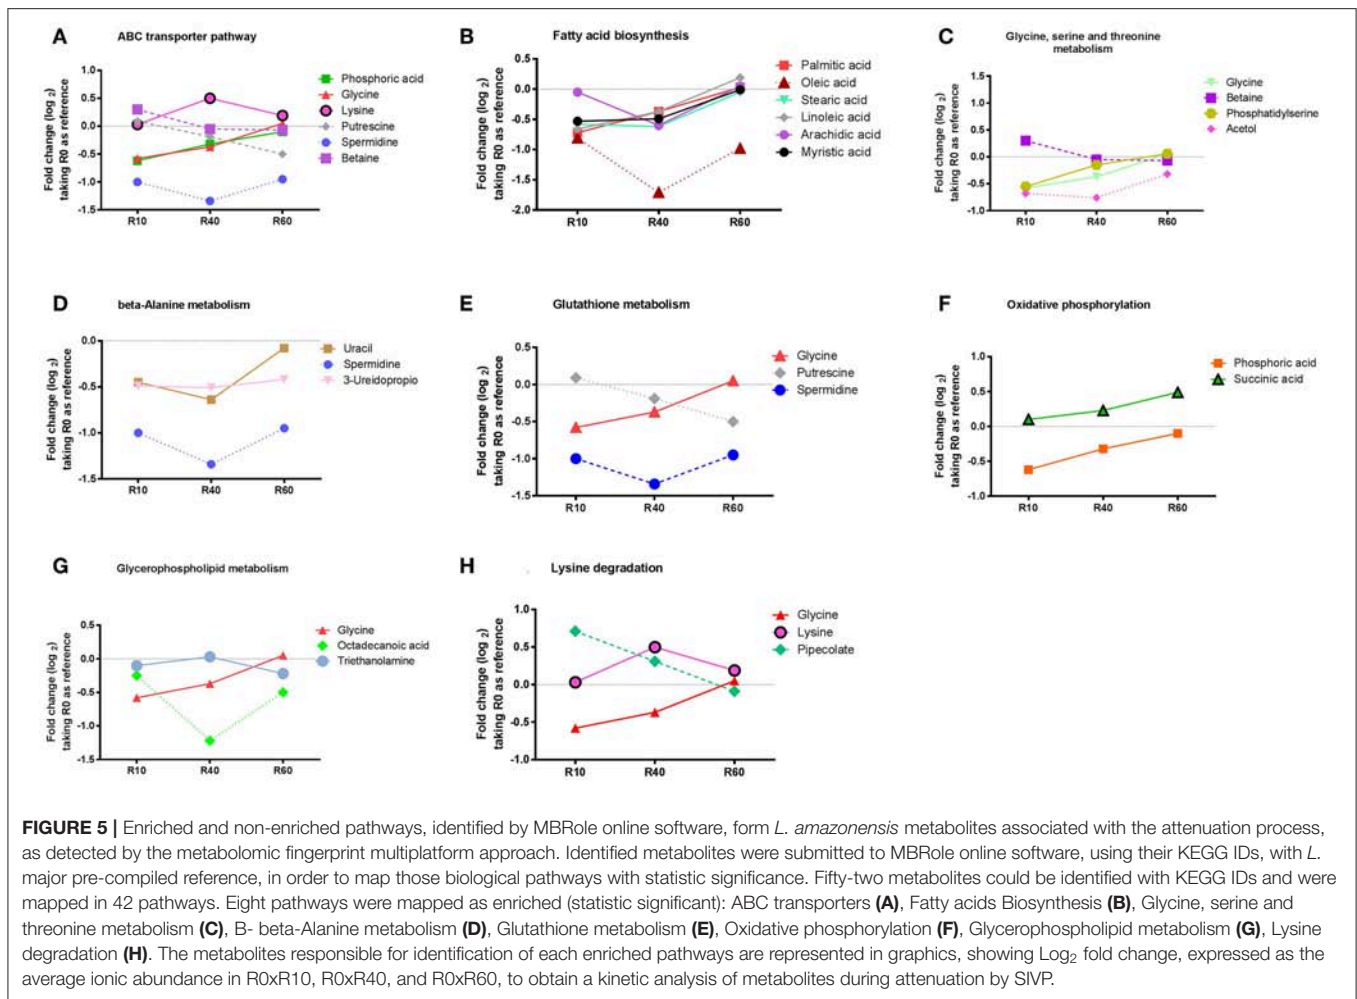 A
ABC transporter pathway
Fold change (log 2)
taking R0 as reference
1.0
0.5
0.0
-0.5
-1.0
-1.5
R10
R40
R60
Phosphoric acid
Glycine
Lysine
Putrescine
Spermidine
Betaine
B
Fatty acid biosynthesis
Fold change (log 2)
taking R0 as reference
0.5
0.0
-0.5
-1.0
-1.5
-2.0
R10
R40
R60
Palmitic acid
Oleic acid
Stearic acid
Linoleic acid
Arachidic acid
Myristic acid
C
Glycine, serine and threonine
metabolism
Fold change (log 2)
taking R0 as reference
1.5
1.0
0.5
0.0
-0.5
-1.0
R10
R40
R60
Glycine
Betaine
Phosphatidylserine
Acetol
D
beta-Alanine metabolism
Fold change (log 2)
taking R0 as reference
0.0
-0.5
-1.0
-1.5
R10
R40
R60
Uracil
Spermidine
3-Ureidopropio
E
Glutathione metabolism
Fold change (log 2)
taking R0 as reference
0.5
0.0
-0.5
-1.0
-1.5
R10
R40
R60
Glycine
Putrescine
Spermidine
F
Oxidative phosphorylation
Fold change (log 2)
taking R0 as reference
1.0
0.5
0.0
-0.5
-1.0
R10
R40
R60
Phosphoric acid
Succinic acid
G
Glycerophospholipid metabolism
Fold change (log 2)
taking R0 as reference
0.5
0.0
-0.5
-1.0
-1.5
R10
R40
R60
Glycine
Octadecanoic acid
Triethanolamine
H
Lysine degradation
Fold change (log 2)
taking R0 as reference
1.0
0.5
0.0
-0.5
-1.0
R10
R40
R60
Glycine
Lysine
Pipecolate
FIGURE 5 | Enriched and non-enriched pathways, identified by MBRole online software, form L. amazonensis metabolites associated with the attenuation process,
as detected by the metabolomic fingerprint multiplatform approach. Identified metabolites were submitted to MBRole online software, using their KEGG IDs, with L.
major pre-compiled reference, in order to map those biological pathways with statistic significance. Fifty-two metabolites could be identified with KEGG IDs and were
mapped in 42 pathways. Eight pathways were mapped as enriched (statistic significant): ABC transporters (A), Fatty acids Biosynthesis (B), Glycine, serine and
threonine metabolism (C), B- beta-Alanine metabolism (D), Glutathione metabolism (E), Oxidative phosphorylation (F), Glycerophospholipid metabolism (G), Lysine
degradation (H). The metabolites responsible for identification of each enriched pathways are represented in graphics, showing Log2 fold change, expressed as the
average ionic abundance in R0xR10, R0xR40, and R0xR60, to obtain a kinetic analysis of metabolites during attenuation by SIVP.